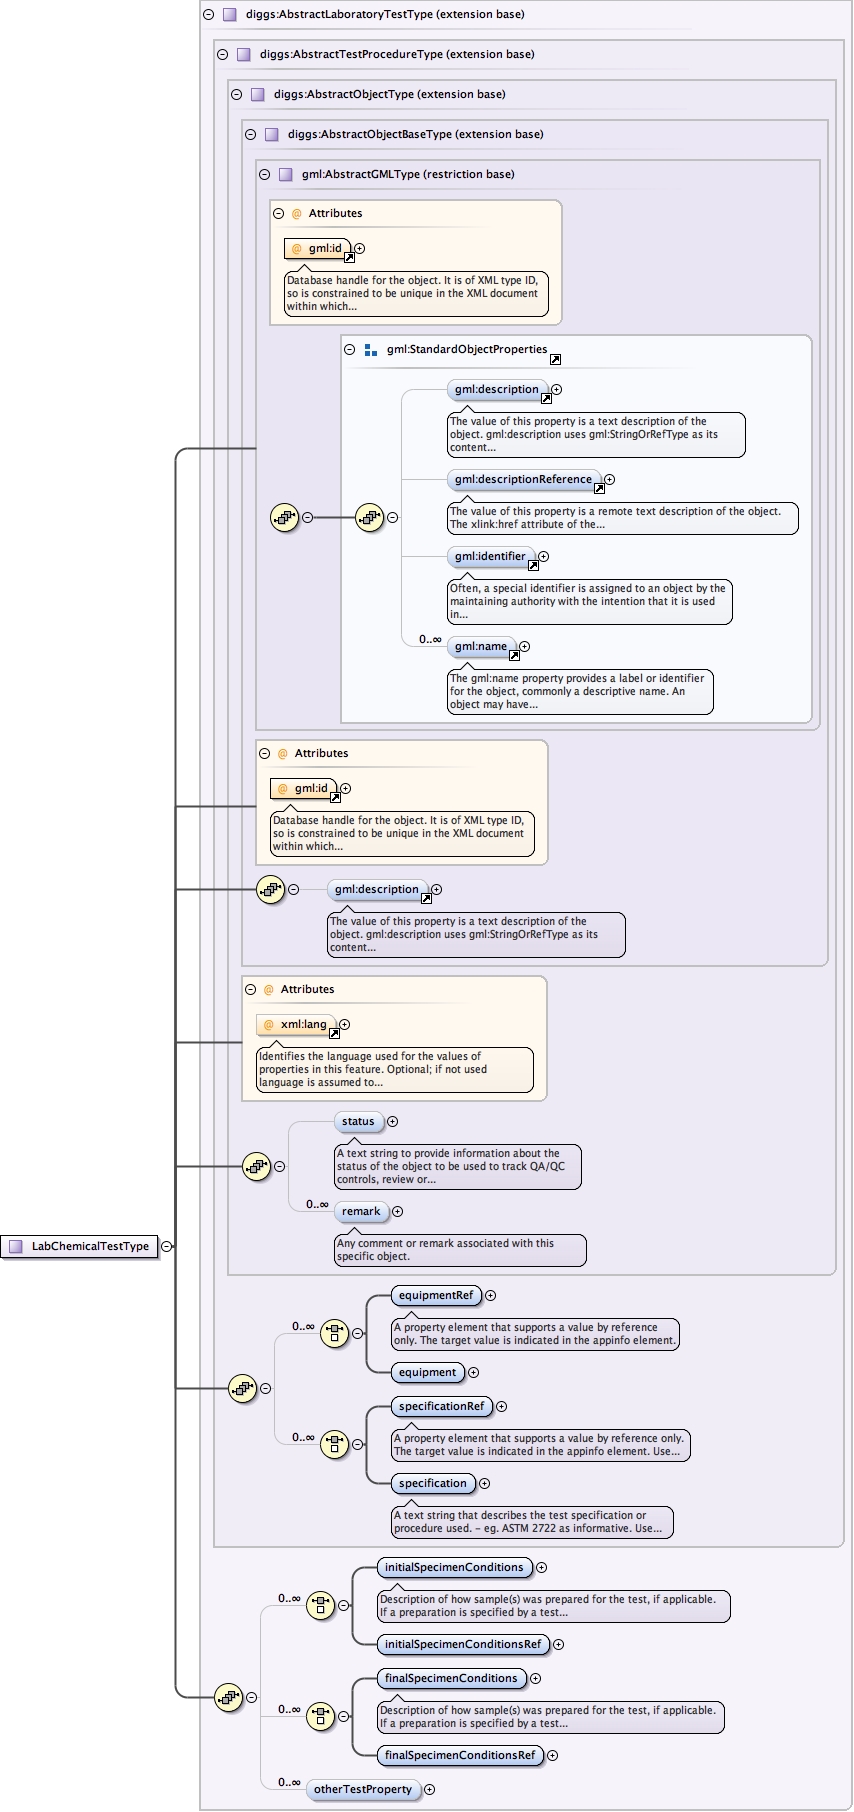 diggs:AbstractLaboratoryTestType (extension base)
diggs:AbstractTestProcedureType (extension base)
diggs:AbstractObjectType (extension base)
diggs:AbstractObjectBaseType (extension base)
gml:AbstractGMLType (restriction base)
@ Attributes
@ gml:id
Database handle for the object. It is of XML type ID,
so is constrained to be unique in the XML document
within which...
gml:StandardObjectProperties
gml:description
The value of this property is a text description of the
object. gml:description uses gml:StringOrRefType as its
content...
gml:descriptionReference
The value of this property is a remote text description of the object.
The xlink:href attribute of the...
gml:identifier
Often, a special identifier is assigned to an object by the
maintaining authority with the intention that it is used
in...
0..∞
gml:name
The gml:name property provides a label or identifier
for the object, commonly a descriptive name. An
object may have...
@ Attributes
@ gml:id
Database handle for the object. It is of XML type ID,
so is constrained to be unique in the XML document
within which...
gml:description
The value of this property is a text description of the
object. gml:description uses gml:StringOrRefType as its
content...
@ Attributes
@ xml:lang
Identifies the language used for the values of
properties in this feature. Optional; if not used
language is assumed to...
status
A text string to provide information about the
status of the object to be used to track QA/QC
controls, review or...
0..∞
remark
Any comment or remark associated with this
specific object.
LabChemicalTestType
equipmentRef
0..∞
A property element that supports a value by reference
only. The target value is indicated in the appinfo element.
equipment
specificationRef
0..∞
A property element that supports a value by reference only.
The target value is indicated in the appinfo element. Use...
specification
A text string that describes the test specification or
procedure used. – eg. ASTM 2722 as informative. Use...
initialSpecimenConditions
0..∞
Description of how sample(s) was prepared for the test, if applicable.
If a preparation is specified by a test...
initialSpecimenConditionsRef
finalSpecimenConditions
0..∞
Description of how sample(s) was prepared for the test, if applicable.
If a preparation is specified by a test...
finalSpecimenConditionsRef
0..∞
otherTestProperty